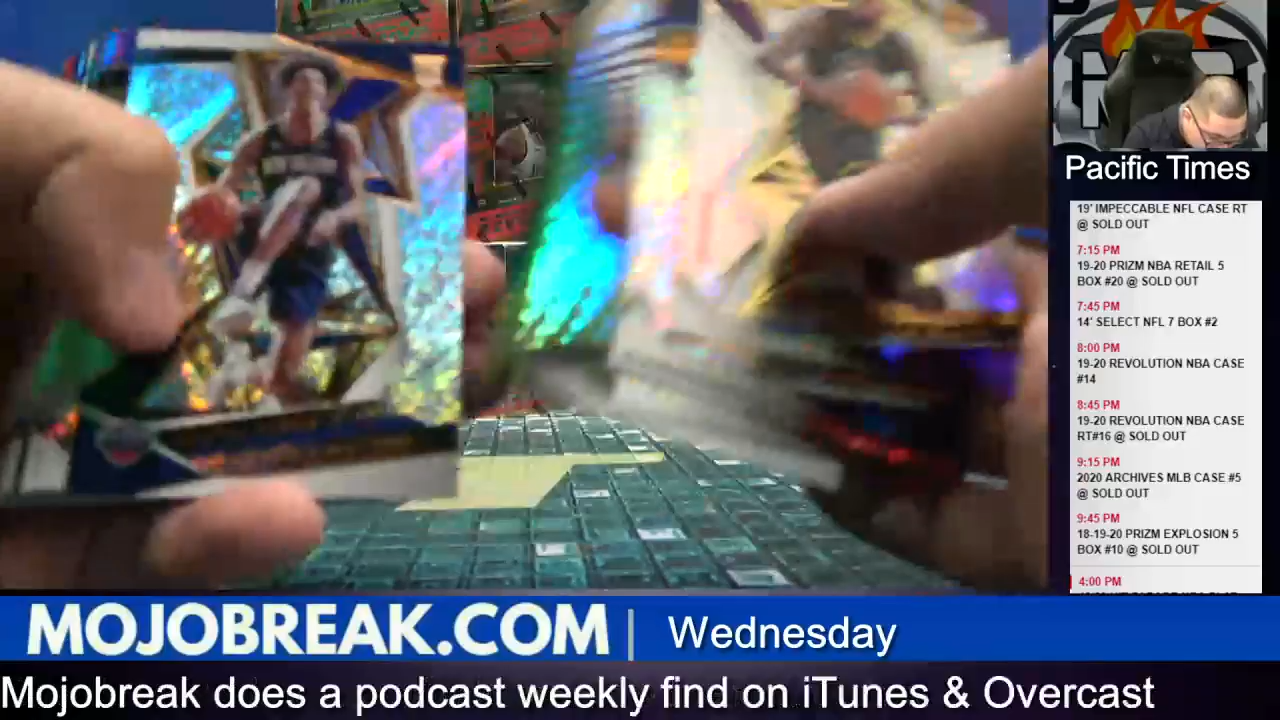 Pacific Times
19' IMPECCABLE NFL CASE RT
@ SOLD OUT
7:15 PM
19-20 PRIZM NBA RETAIL 5
BOX #20 @ SOLD OUT
7:45 PM
14' SELECT NFL 7 BOX #2
8:00 PM
19-20 REVOLUTION NBA CASE
#14
8:45 PM
19-20 REVOLUTION NBA CASE
RT#16 @ SOLD OUT
9:15 PM
2020 ARCHIVES MLB CASE #5
@ SOLD OUT
9:45 PM
18-19-20 PRIZM EXPLOSION 5
BOX #10 @ SOLD OUT
4:00 PM
MOJOBREAK.COM | Wednesday
Mojobreak does a podcast weekly find on iTunes & Overcast